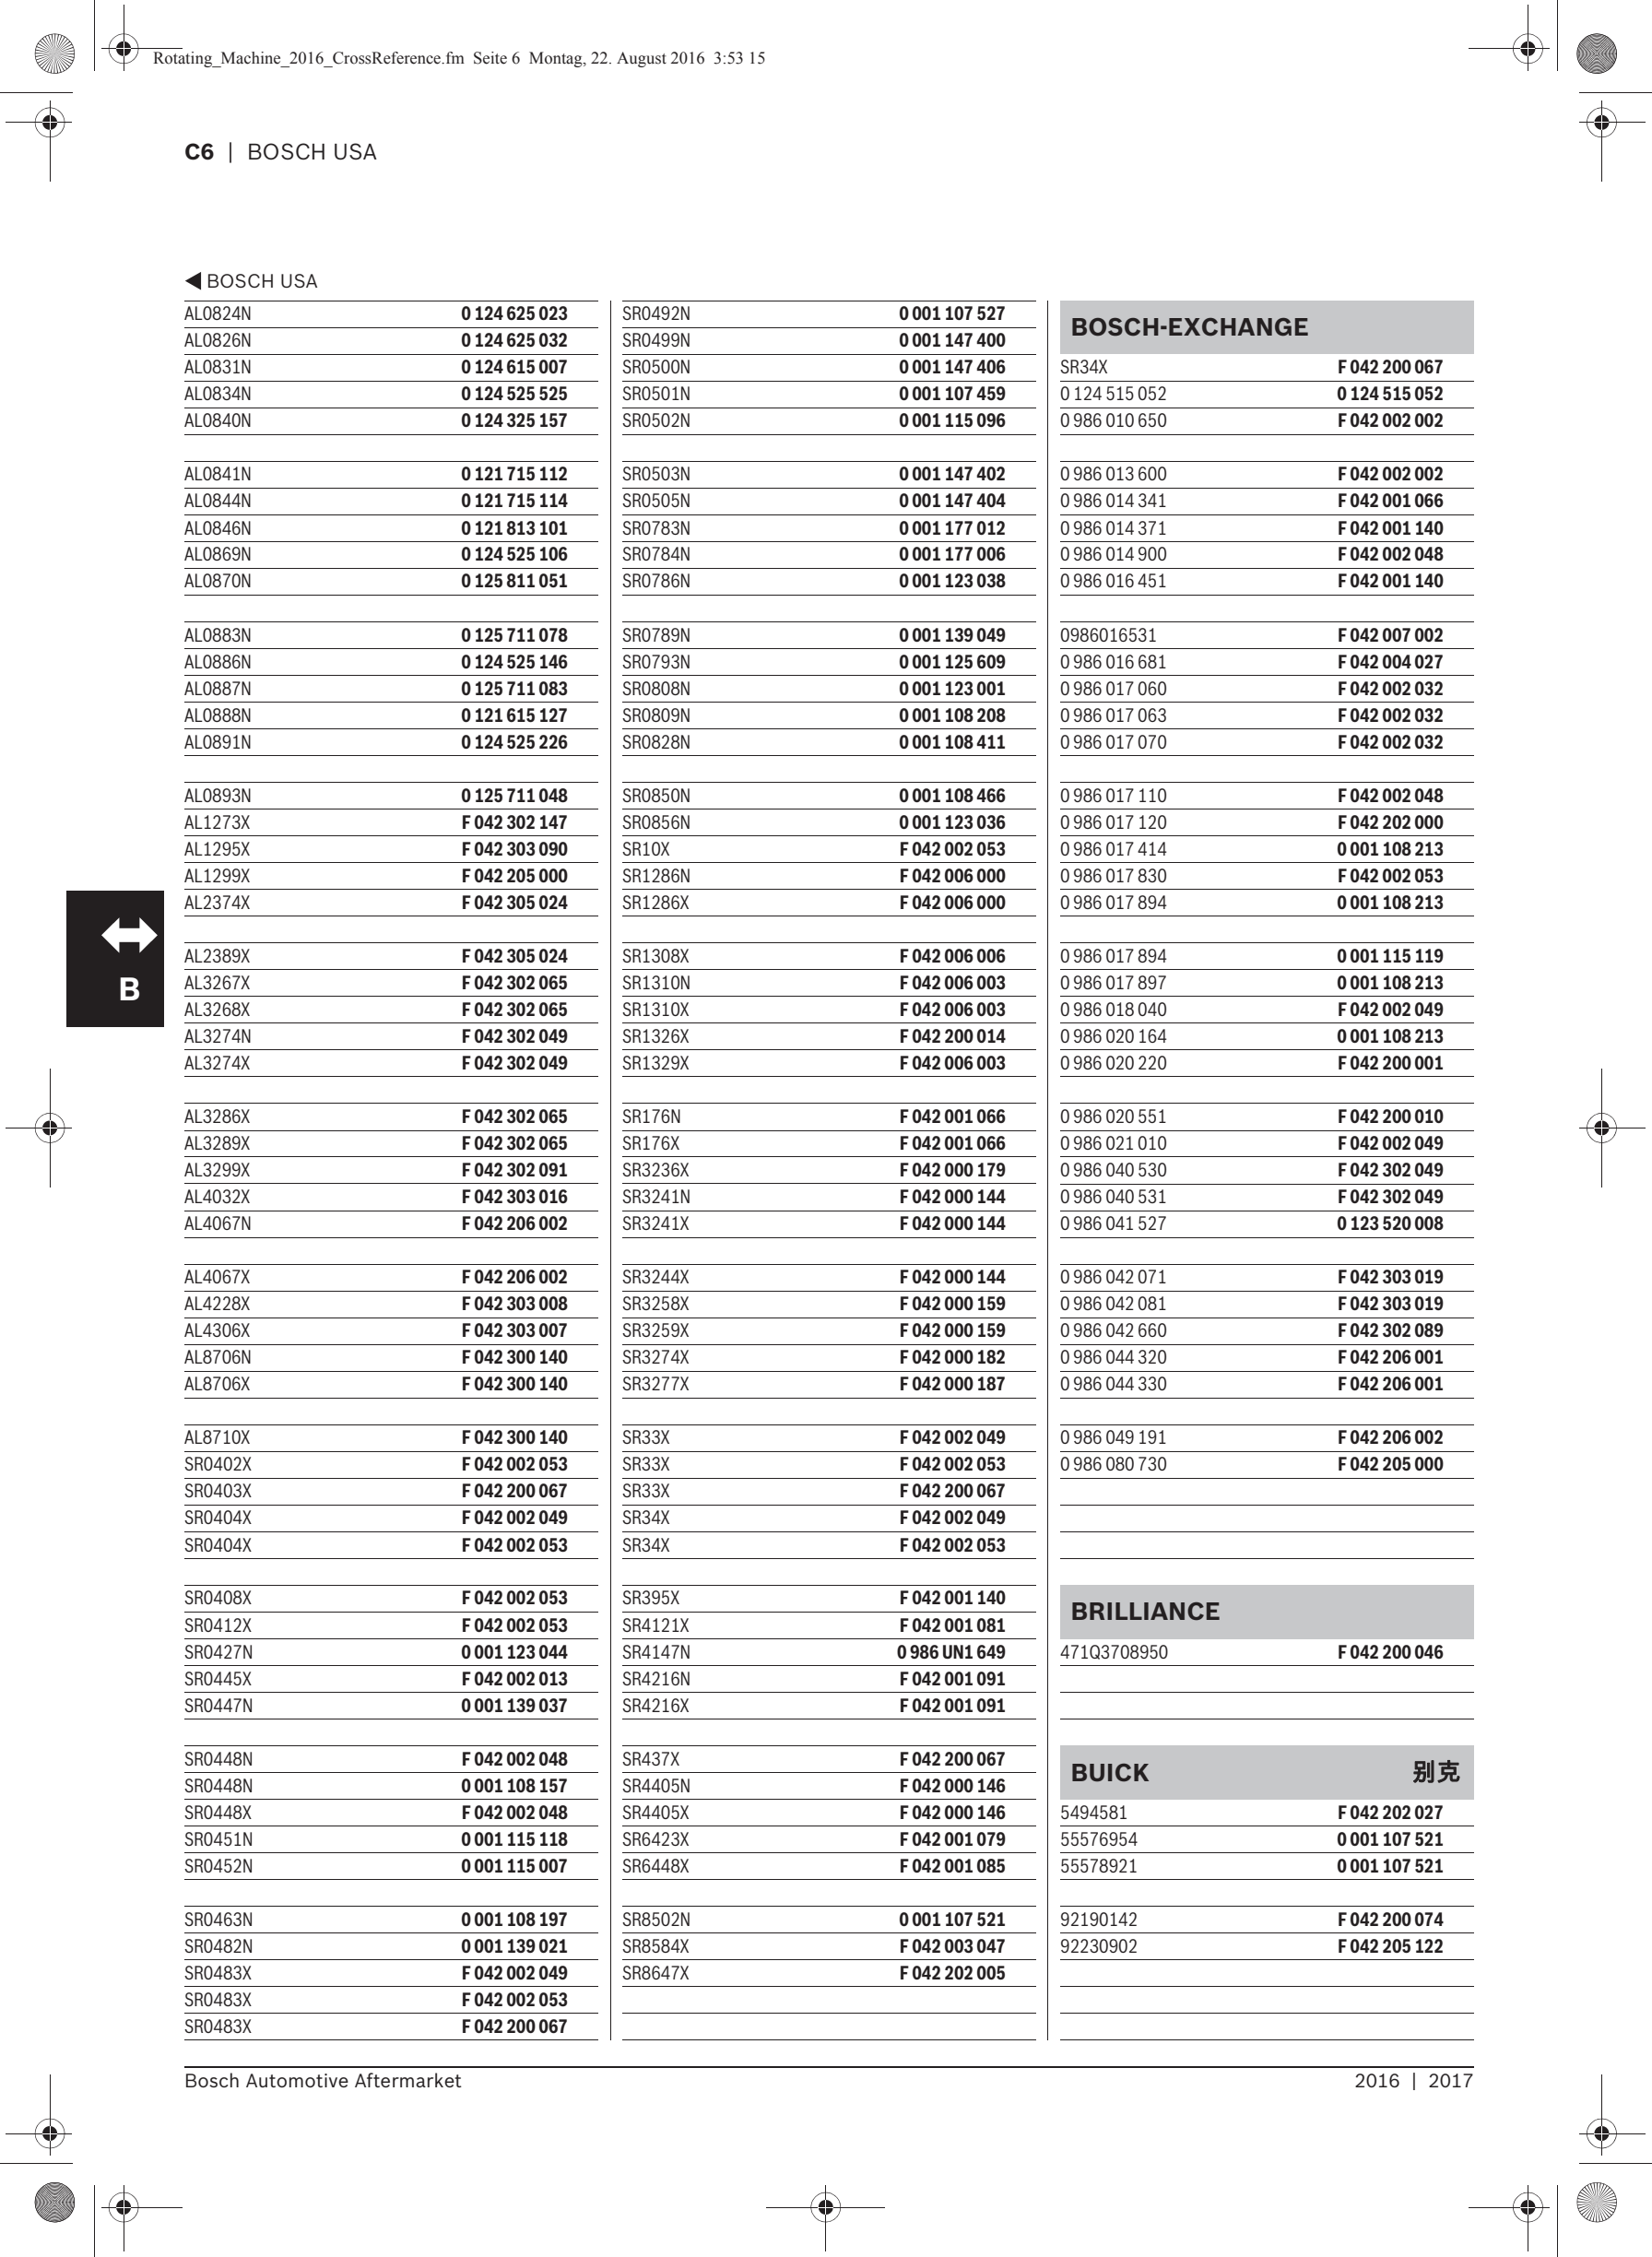 Rotating_Machine_2016_CrossReference.fm Seite 6 Montag, 22. August 2016 3:53 15
C6 | BOSCH USA
◀ BOSCH USA
AL0824N 0 124 625 023
AL0826N 0 124 625 032
AL0831N 0 124 615 007
AL0834N 0 124 525 525
AL0840N 0 124 325 157
AL0841N 0 121 715 112
AL0844N 0 121 715 114
AL0846N 0 121 813 101
AL0869N 0 124 525 106
AL0870N 0 125 811 051
AL0883N 0 125 711 078
AL0886N 0 124 525 146
AL0887N 0 125 711 083
AL0888N 0 121 615 127
AL0891N 0 124 525 226
AL0893N 0 125 711 048
AL1273X F 042 302 147
AL1295X F 042 303 090
AL1299X F 042 205 000
AL2374X F 042 305 024
AL2389X F 042 305 024
AL3267X F 042 302 065
AL3268X F 042 302 065
AL3274N F 042 302 049
AL3274X F 042 302 049
AL3286X F 042 302 065
AL3289X F 042 302 065
AL3299X F 042 302 091
AL4032X F 042 303 016
AL4067N F 042 206 002
AL4067X F 042 206 002
AL4228X F 042 303 008
AL4306X F 042 303 007
AL8706N F 042 300 140
AL8706X F 042 300 140
AL8710X F 042 300 140
SR0402X F 042 002 053
SR0403X F 042 200 067
SR0404X F 042 002 049
SR0404X F 042 002 053
SR0408X F 042 002 053
SR0412X F 042 002 053
SR0427N 0 001 123 044
SR0445X F 042 002 013
SR0447N 0 001 139 037
SR0448N F 042 002 048
SR0448N 0 001 108 157
SR0448X F 042 002 048
SR0451N 0 001 115 118
SR0452N 0 001 115 007
SR0463N 0 001 108 197
SR0482N 0 001 139 021
SR0483X F 042 002 049
SR0483X F 042 002 053
SR0483X F 042 200 067
SR0492N 0 001 107 527
SR0499N 0 001 147 400
SR0500N 0 001 147 406
SR0501N 0 001 107 459
SR0502N 0 001 115 096
SR0503N 0 001 147 402
SR0505N 0 001 147 404
SR0783N 0 001 177 012
SR0784N 0 001 177 006
SR0786N 0 001 123 038
SR0789N 0 001 139 049
SR0793N 0 001 125 609
SR0808N 0 001 123 001
SR0809N 0 001 108 208
SR0828N 0 001 108 411
SR0850N 0 001 108 466
SR0856N 0 001 123 036
SR10X F 042 002 053
SR1286N F 042 006 000
SR1286X F 042 006 000
SR1308X F 042 006 006
SR1310N F 042 006 003
SR1310X F 042 006 003
SR1326X F 042 200 014
SR1329X F 042 006 003
SR176N F 042 001 066
SR176X F 042 001 066
SR3236X F 042 000 179
SR3241N F 042 000 144
SR3241X F 042 000 144
SR3244X F 042 000 144
SR3258X F 042 000 159
SR3259X F 042 000 159
SR3274X F 042 000 182
SR3277X F 042 000 187
SR33X F 042 002 049
SR33X F 042 002 053
SR33X F 042 200 067
SR34X F 042 002 049
SR34X F 042 002 053
SR395X F 042 001 140
SR4121X F 042 001 081
SR4147N 0 986 UN1 649
SR4216N F 042 001 091
SR4216X F 042 001 091
SR437X F 042 200 067
SR4405N F 042 000 146
SR4405X F 042 000 146
SR6423X F 042 001 079
SR6448X F 042 001 085
SR8502N 0 001 107 521
SR8584X F 042 003 047
SR8647X F 042 202 005
BOSCH-EXCHANGE
SR34X F 042 200 067
0 124 515 052 0 124 515 052
0 986 010 650 F 042 002 002
0 986 013 600 F 042 002 002
0 986 014 341 F 042 001 066
0 986 014 371 F 042 001 140
0 986 014 900 F 042 002 048
0 986 016 451 F 042 001 140
0986016531 F 042 007 002
0 986 016 681 F 042 004 027
0 986 017 060 F 042 002 032
0 986 017 063 F 042 002 032
0 986 017 070 F 042 002 032
0 986 017 110 F 042 002 048
0 986 017 120 F 042 202 000
0 986 017 414 0 001 108 213
0 986 017 830 F 042 002 053
0 986 017 894 0 001 108 213
0 986 017 894 0 001 115 119
0 986 017 897 0 001 108 213
0 986 018 040 F 042 002 049
0 986 020 164 0 001 108 213
0 986 020 220 F 042 200 001
0 986 020 551 F 042 200 010
0 986 021 010 F 042 002 049
0 986 040 530 F 042 302 049
0 986 040 531 F 042 302 049
0 986 041 527 0 123 520 008
0 986 042 071 F 042 303 019
0 986 042 081 F 042 303 019
0 986 042 660 F 042 302 089
0 986 044 320 F 042 206 001
0 986 044 330 F 042 206 001
0 986 049 191 F 042 206 002
0 986 080 730 F 042 205 000
BRILLIANCE
471Q3708950 F 042 200 046
BUICK 别克
5494581 F 042 202 027
55576954 0 001 107 521
55578921 0 001 107 521
92190142 F 042 200 074
92230902 F 042 205 122
B
Bosch Automotive Aftermarket 2016 | 2017